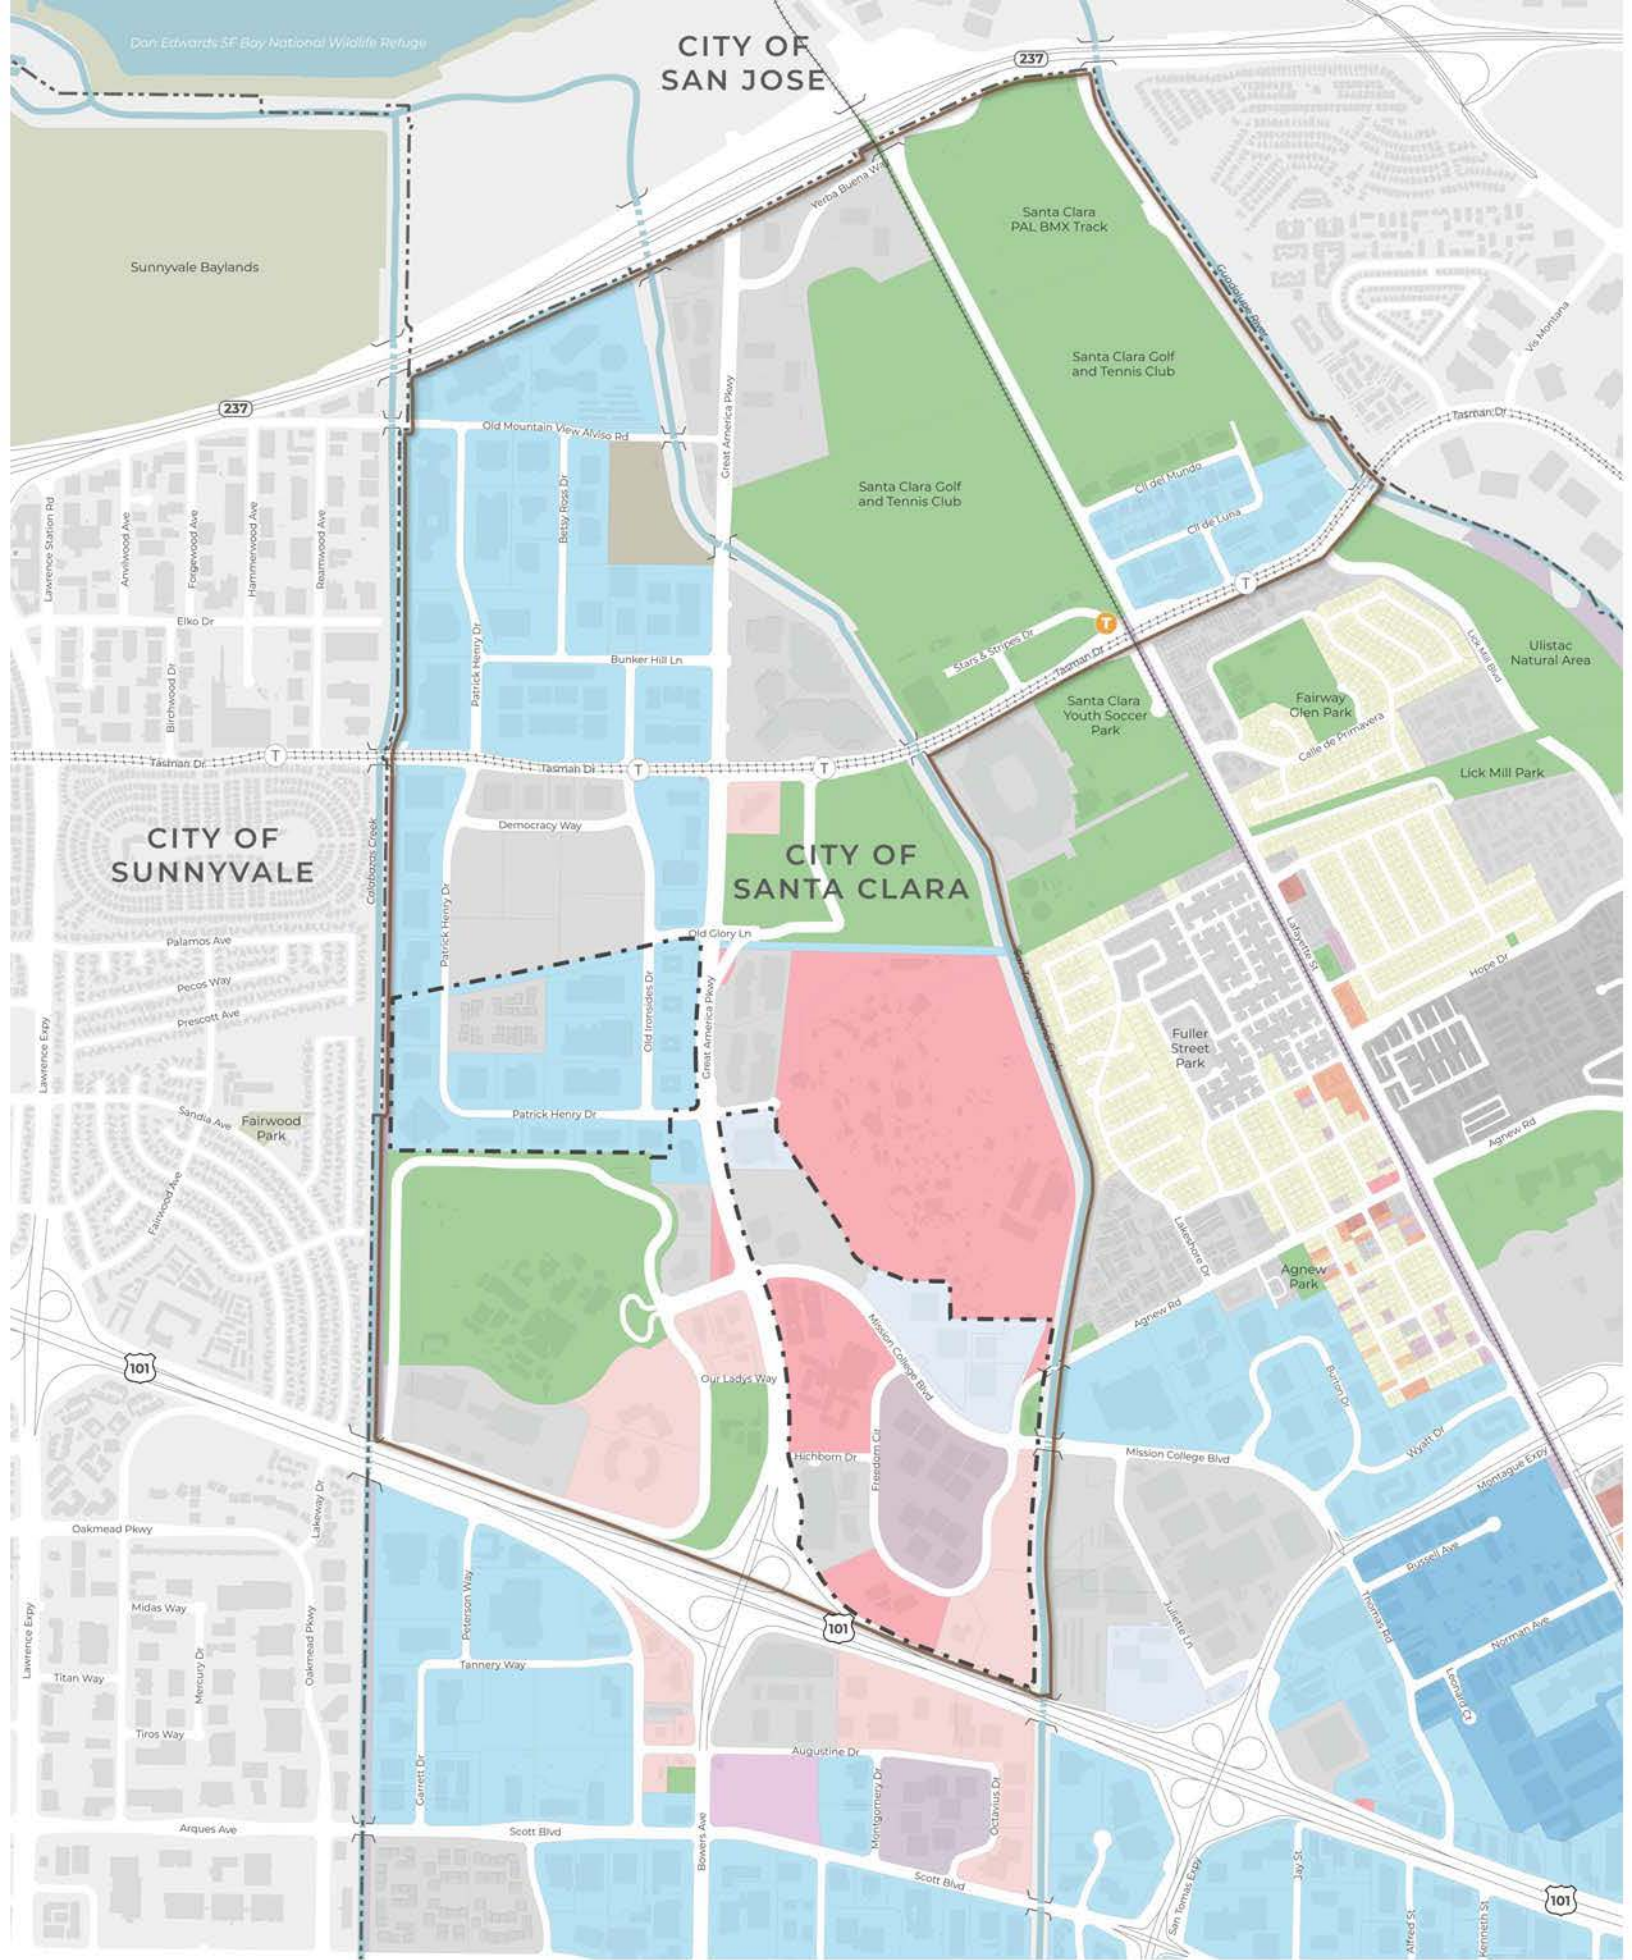 Don Edwards SF Bay National Wildlife Refuge
CITY OF
SAN JOSE
237
Yerba Buena Way
Santa Clara
PAL BMX Track
Guadalupe River
Sunnyvale Baylands
Vis Montana
Santa Clara Golf
and Tennis Club
Great America Pkwy
237
Old Mountain View Alviso Rd
Tasman Dr
Cll del Mundo
Cll de Luna
Santa Clara Golf
and Tennis Club
Betsy Ross Dr
Lawrence Station Rd
Anvilwood Ave
Forgewood Ave
Hammerwood Ave
Reamwood Ave
Elko Dr
T
T
Stars & Stripes Dr
Tasman Dr
Lick Mill Blvd
Ulistac
Natural Area
Patrick Henry Dr
Bunker Hill Ln
Birchwood Dr
Santa Clara
Youth Soccer
Park
Fairway
Glen Park
Calle de Primavera
T
Tasman Dr
T
Tasman Dr
T
Lick Mill Park
Democracy Way
CITY OF
SUNNYVALE
Calabazas Creek
CITY OF
SANTA CLARA
Patrick Henry Dr
Old Glory Ln
Lafayette St
Palamos Ave
Pecos Way
Prescott Ave
Hope Dr
Old Ironsides Dr
Great America Pkwy
Lawrence Expy
Fuller
Street
Park
Sandia Ave
Fairwood
Park
Patrick Henry Dr
Agnew Rd
Fairwood Ave
Lakeshore Dr
Agnew
Park
Agnew Rd
Mission College Blvd
101
Our Ladys Way
Burton Dr
Hichborn Dr
Freedom Cir
Mission College Blvd
Wyatt Dr
Montague Expy
Lakeway Dr
Oakmead Pkwy
Russell Ave
Peterson Way
Midas Way
Lawrence Expy
Mercury Dr
Oakmead Pkwy
101
Juliette Ln
Thomas Rd
Norman Ave
Titan Way
Tannery Way
Leonard Ct
Tiros Way
Augustine Dr
Garrett Dr
Montgomery Dr
Octavius Dr
Arques Ave
Scott Blvd
Bowers Ave
Scott Blvd
San Tomas Expy
Jay St
Alfred St
Kenneth St
101